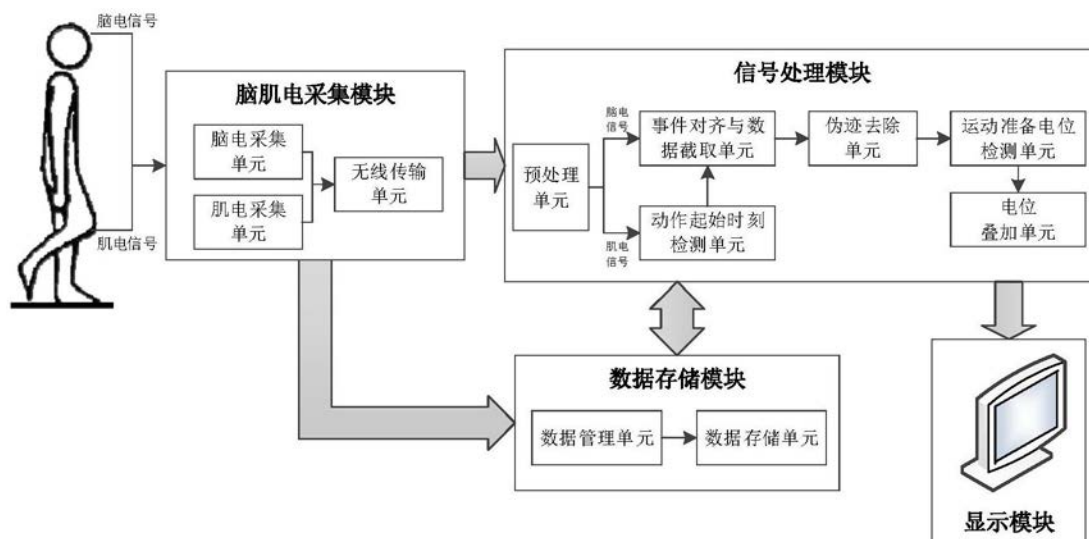 脑电信号
肌电信号
脑肌电采集模块
脑电采集
单元
肌电采集
单元
无线传输
单元
信号处理模块
预处理
单元
脑电
信号
肌电
信号
事件对齐与数
据截取单元
动作起始时刻
检测单元
伪迹去除
单元
运动准备电位
检测单元
电位
叠加单元
数据存储模块
数据管理单元
数据存储单元
显示模块